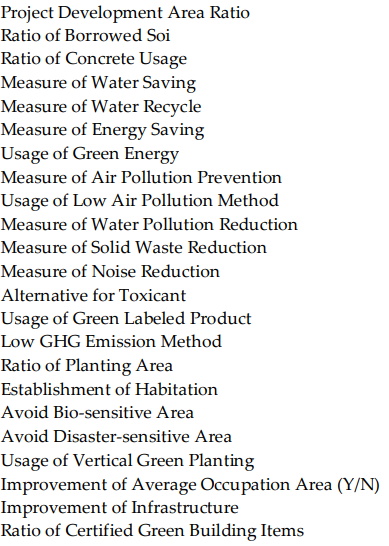 Project Development Area Ratio
Ratio of Borrowed Soi
Ratio of Concrete Usage
Measure of Water Saving
Measure of Water Recycle
Measure of Energy Saving
Usage of Green Energy
Measure of Air Pollution Prevention
Usage of Low Air Pollution Method
Measure of Water Pollution Reduction
Measure of Solid Waste Reduction
Measure of Noise Reduction
Alternative for Toxicant
Usage of Green Labeled Product
Low GHG Emission Method
Ratio of Planting Area
Establishment of Habitation
Avoid Bio-sensitive Area
Avoid Disaster-sensitive Area
Usage of Vertical Green Planting
Improvement of Average Occupation Area (Y/N)
Improvement of Infrastructure
Ratio of Certified Green Building Items